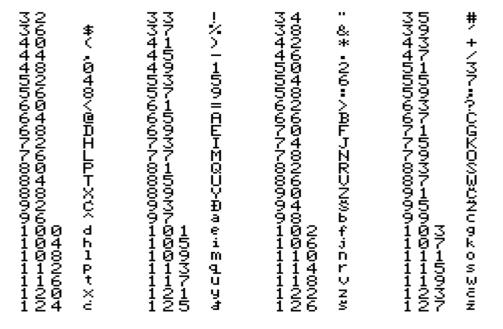 32 33 ! 34 " 35 #
36 $ 37 % 38 & 39 '
40 ( 41 ) 42 * 43 +
44 , 45 - 46 . 47 /
48 0 49 1 50 2 51 3
52 4 53 5 54 6 55 7
56 8 57 9 58 : 59 ;
60 < 61 = 62 > 63 ?
64 @ 65 A 66 B 67 C
68 D 69 E 70 F 71 G
72 H 73 I 74 J 75 K
76 L 77 M 78 N 79 O
80 P 81 Q 82 R 83 S
84 T 85 U 86 V 87 W
88 X 89 Y 90 Z 91 Č
92 Ć 93 Đ 94 Š 95 Ž
96 97 a 98 b 99 c
100 d 101 e 102 f 103 g
104 h 105 i 106 j 107 k
108 l 109 m 110 n 111 o
112 p 113 q 114 r 115 s
116 t 117 u 118 v 119 w
120 x 121 y 122 z 123 č
124 ć 125 đ 126 š 127 ž